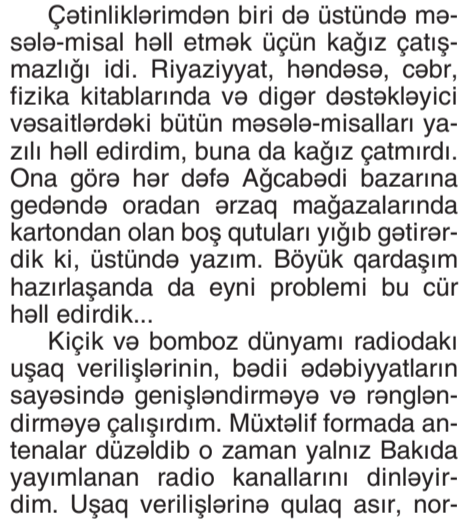 Çətinliklərimdən biri də üstündə mə-
sələ-misal həll etmək üçün kağız çatış-
mazlığı idi. Riyaziyyat, həndəsə, cəbr,
fizika kitablarında və digər dəstəkləyici
vəsaitlərdəki bütün məsələ-misalları ya-
zılı həll edirdim, buna da kağız çatmırdı.
Ona görə hər dəfə Ağcabədi bazarına
gedəndə oradan ərzaq mağazalarında
kartondan olan boş qutuları yığıb gətirər-
dik ki, üstündə yazım. Böyük qardaşım
hazırlaşanda da eyni problemi bu cür
həll edirdik...
Kiçik və bomboz dünyamı radiodakı
uşaq verilişlərinin, bədii ədəbiyyatların
sayəsində genişləndirməyə və rənglən-
dirməyə çalışırdım. Müxtəlif formada an-
tenalar düzəldib o zaman yalnız Bakıda
yayımlanan radio kanallarını dinləyir-
dim. Uşaq verilişlərinə qulaq asır, nor-